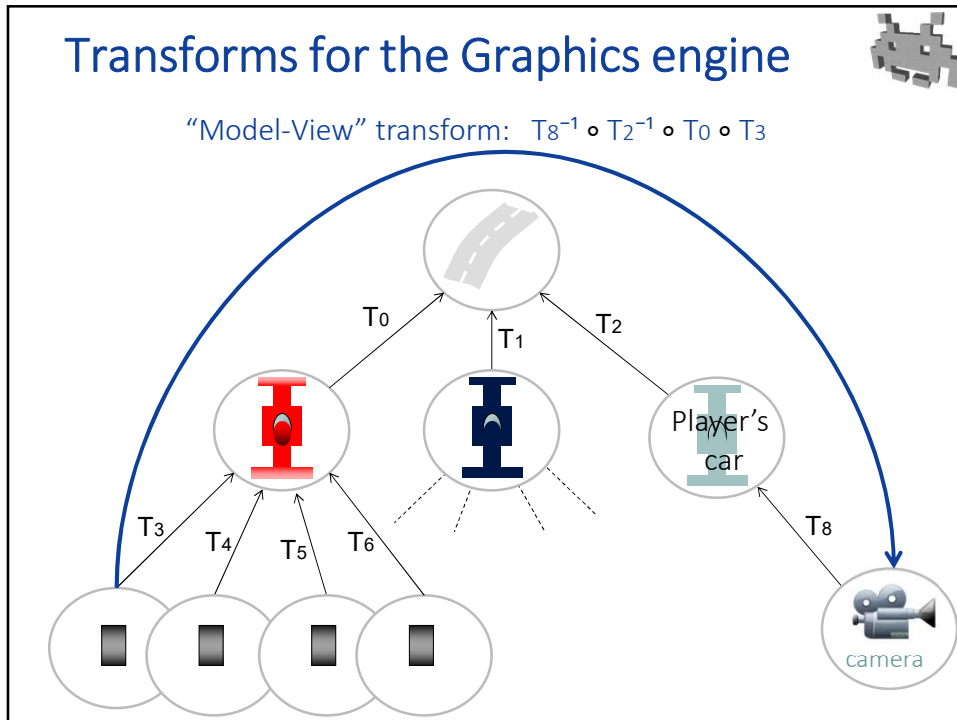 Transforms for the Graphics engine
“Model-View” transform: T8⁻¹ ∘ T2⁻¹ ∘ T0 ∘ T3
T0
T1
T2
Player’s
car
T3
T4
T5
T6
T8
camera